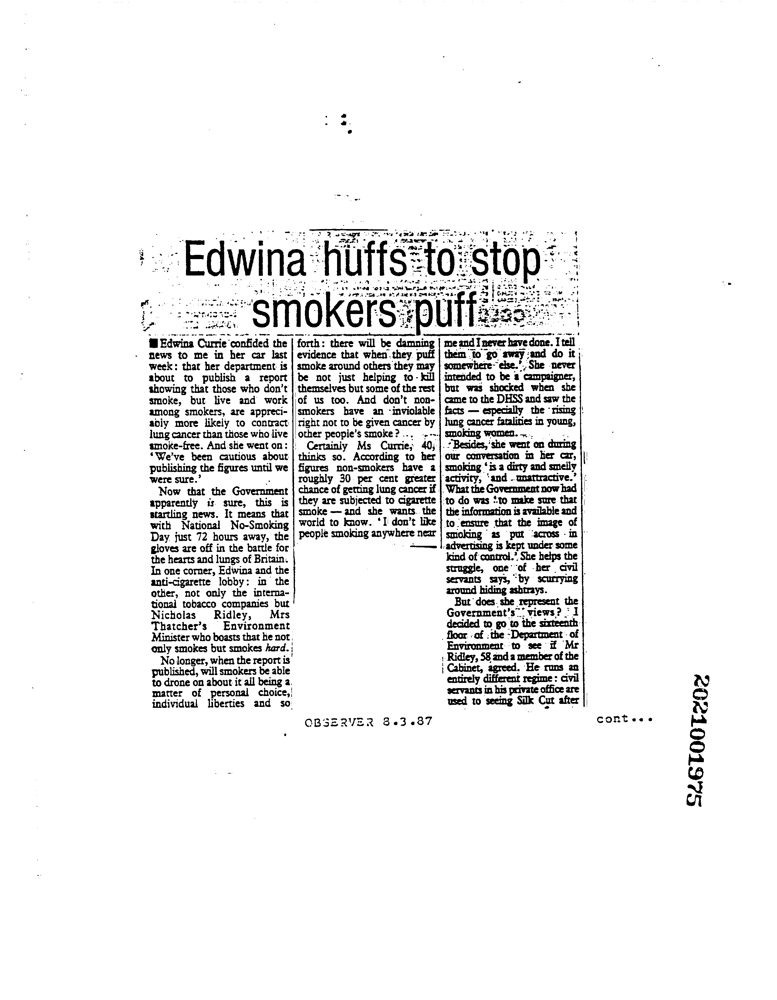 Edwina huffs to stop
smokers puff
■ Edwina Currie confided the
news to me in her car last
week: that her department is
about to publish a report
showing that those who don't
smoke, but live and work
among smokers, are appreci-
ably more likely to contract
lung cancer than those who live
smoke-free. And she went on:
‘We've been cautious about
publishing the figures until we
were sure.’
Now that the Government
apparently is sure, this is
startling news. It means that
with National No-Smoking
Day just 72 hours away, the
gloves are off in the battle for
the hearts and lungs of Britain.
In one corner, Edwina and the
anti-cigarette lobby: in the
other, not only the interna-
tional tobacco companies but
Nicholas Ridley, Mrs
Thatcher's Environment
Minister who boasts that he not
only smokes but smokes hard.
No longer, when the report is
published, will smokers be able
to drone on about it all being a
matter of personal choice,
individual liberties and so
forth: there will be damning
evidence that when they puff
smoke around others they may
be not just helping to kill
themselves but some of the rest
of us too. And don't non-
smokers have an inviolable
right not to be given cancer by
other people's smoke?
Certainly Ms Currie, 40,
thinks so. According to her
figures non-smokers have a
roughly 30 per cent greater
chance of getting lung cancer if
they are subjected to cigarette
smoke — and she wants the
world to know. ‘I don't like
people smoking anywhere near
me and I never have done. I tell
them to go away and do it
somewhere else.’ She never
intended to be a campaigner,
but was shocked when she
came to the DHSS and saw the
facts — especially the rising
lung cancer fatalities in young,
smoking women.
Besides, she went on during
our conversation in her car,
smoking ‘is a dirty and smelly
activity, and unattractive.’
What the Government now had
to do was ‘to make sure that
the information is available and
to ensure that the image of
smoking as put across in
advertising is kept under some
kind of control.’ She helps the
struggle, one of her civil
servants says, by scurrying
around hiding ashtrays.
But does she represent the
Government's views? I
decided to go to the sixteenth
floor of the Department of
Environment to see if Mr
Ridley, 58 and a member of the
Cabinet, agreed. He runs an
entirely different regime: civil
servants in his private office are
used to seeing Silk Cut after
OBSERVER 8.3.87
cont...
2021001975